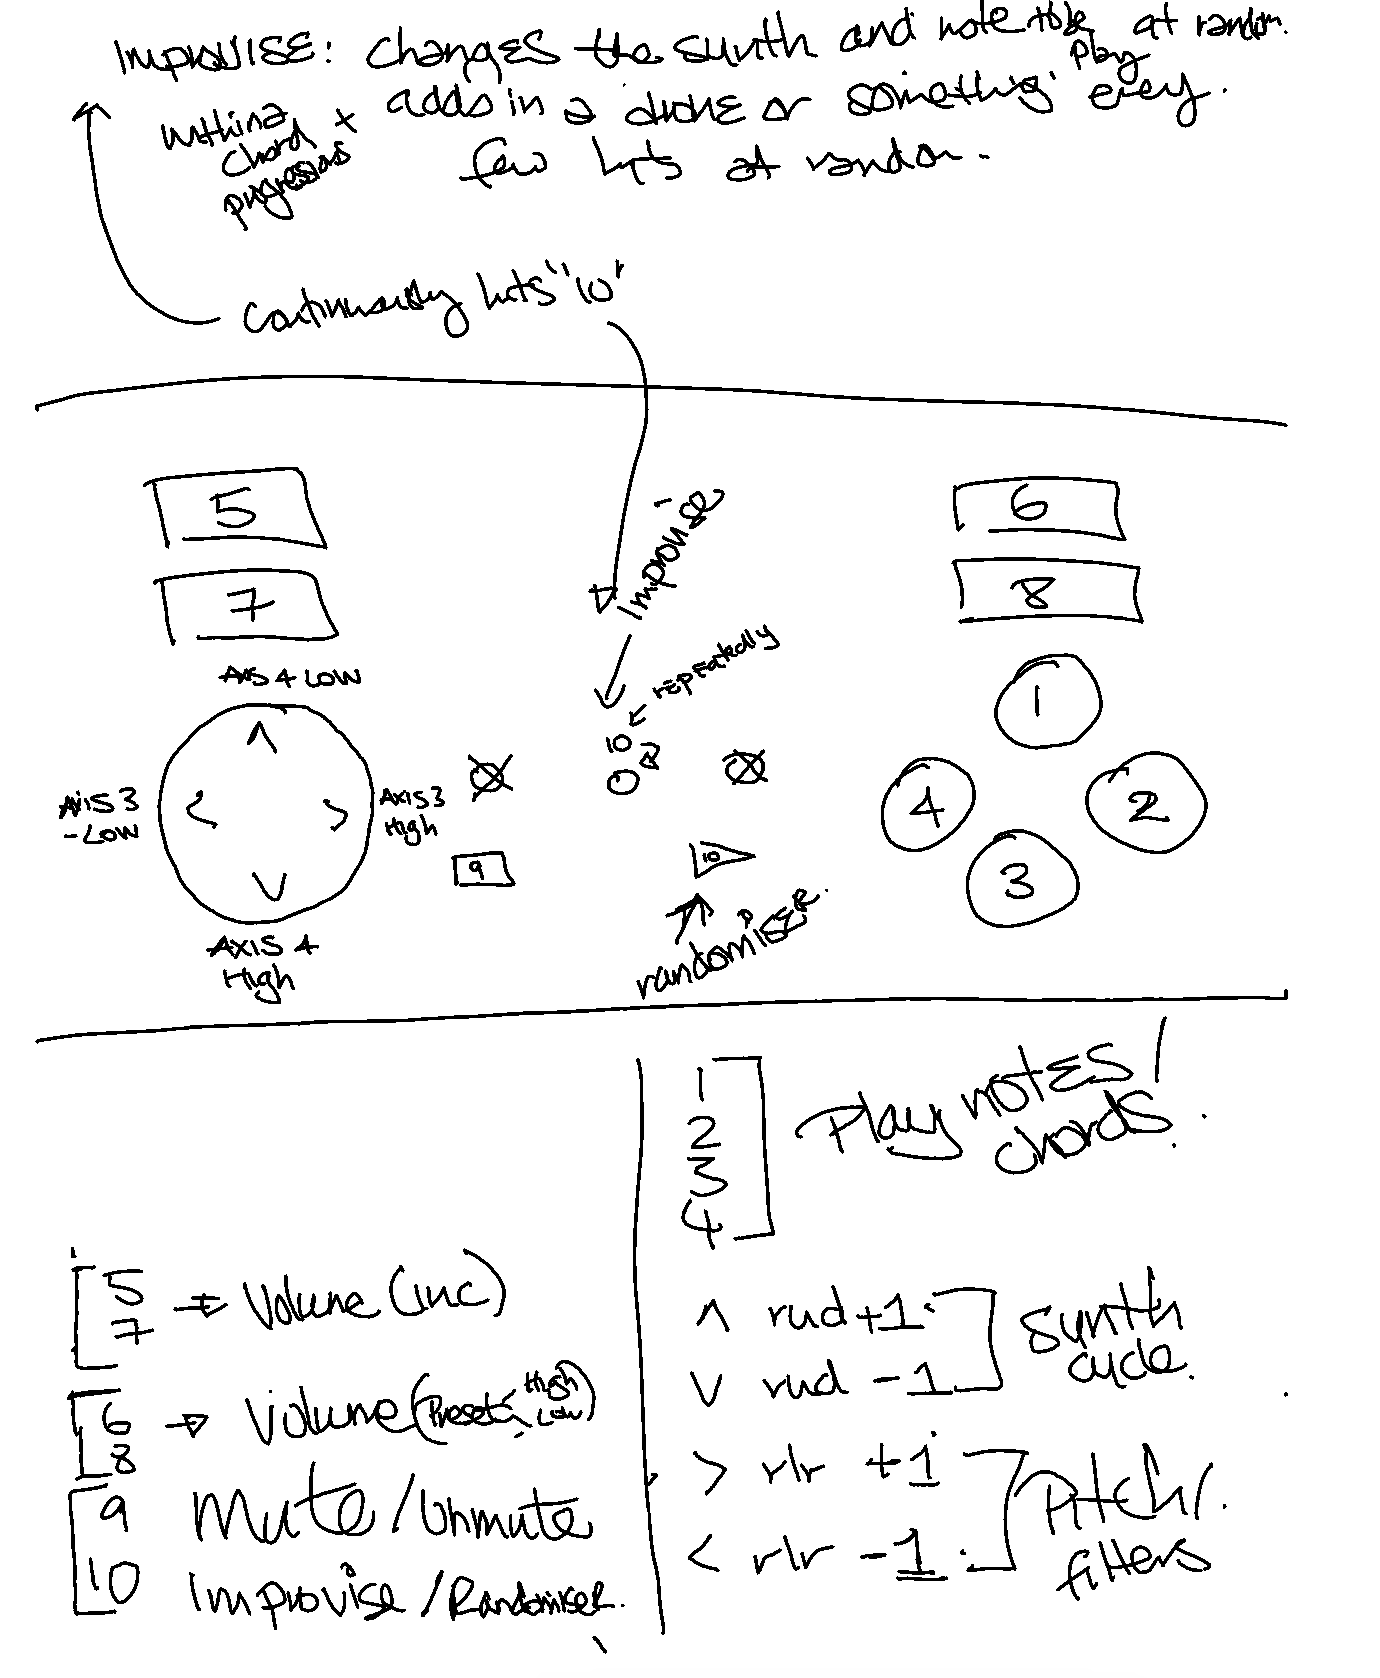 IMPROVISE: changes the synth and note to be play at random.
within a chord progressions + adds in a drone or something every
few hits at random.
Continuously hits "10"
5
6
7
8
Improvise
repeatedly
10
AXIS 4 LOW
1
AXIS 3 - LOW
< ^ > v
AXIS 3 High
4
2
3
9
10
AXIS 4 High
randomiser.
1
2
3
4
Play notes/ chords.
5
7
→ Volume (inc)
6
8
→ Volume (Preset: High Low)
9 Mute/Unmute
10 Improvise/Randomiser.
^ rud +1
v rud -1
synth cycle.
> rlr +1
< rlr -1
Pitch/ filters